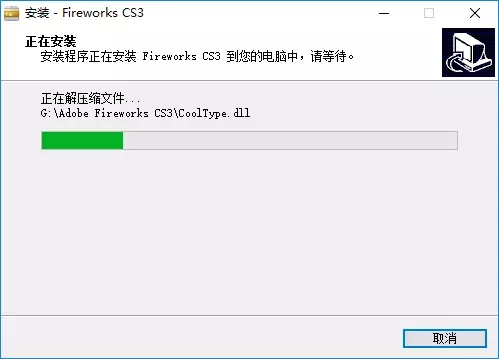 安装 - Fireworks CS3
正在安装
安装程序正在安装 Fireworks CS3 到您的电脑中，请等待。
正在解压缩文件...
G:\Adobe Fireworks CS3\CoolType.dll
取消